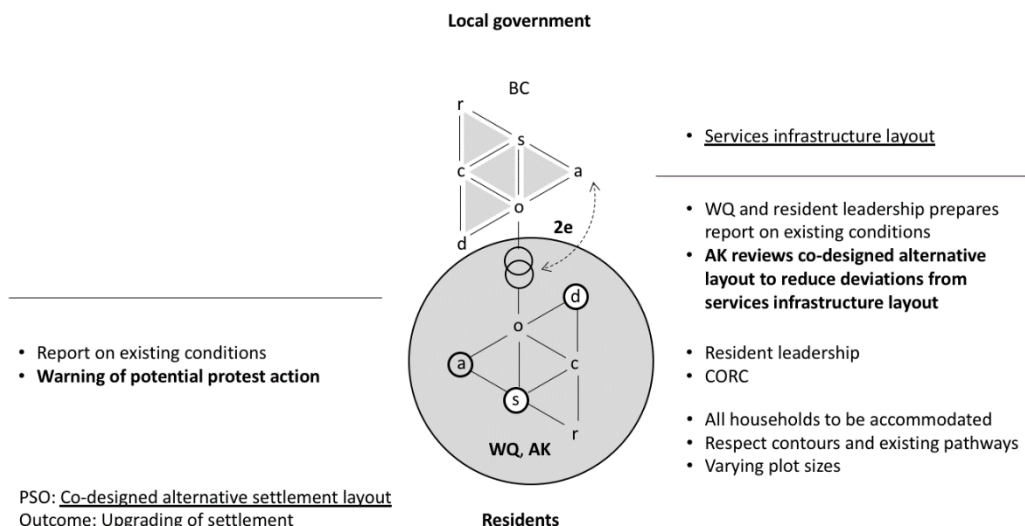 Local government
BC
r
s
c
a
o
d
2e
• Services infrastructure layout
• WQ and resident leadership prepares
report on existing conditions
• AK reviews co-designed alternative
layout to reduce deviations from
services infrastructure layout
d
o
a
c
s
r
WQ, AK
• Report on existing conditions
• Warning of potential protest action
• Resident leadership
• CORC
• All households to be accommodated
• Respect contours and existing pathways
• Varying plot sizes
PSO: Co-designed alternative settlement layout
Outcome: Upgrading of settlement
Residents